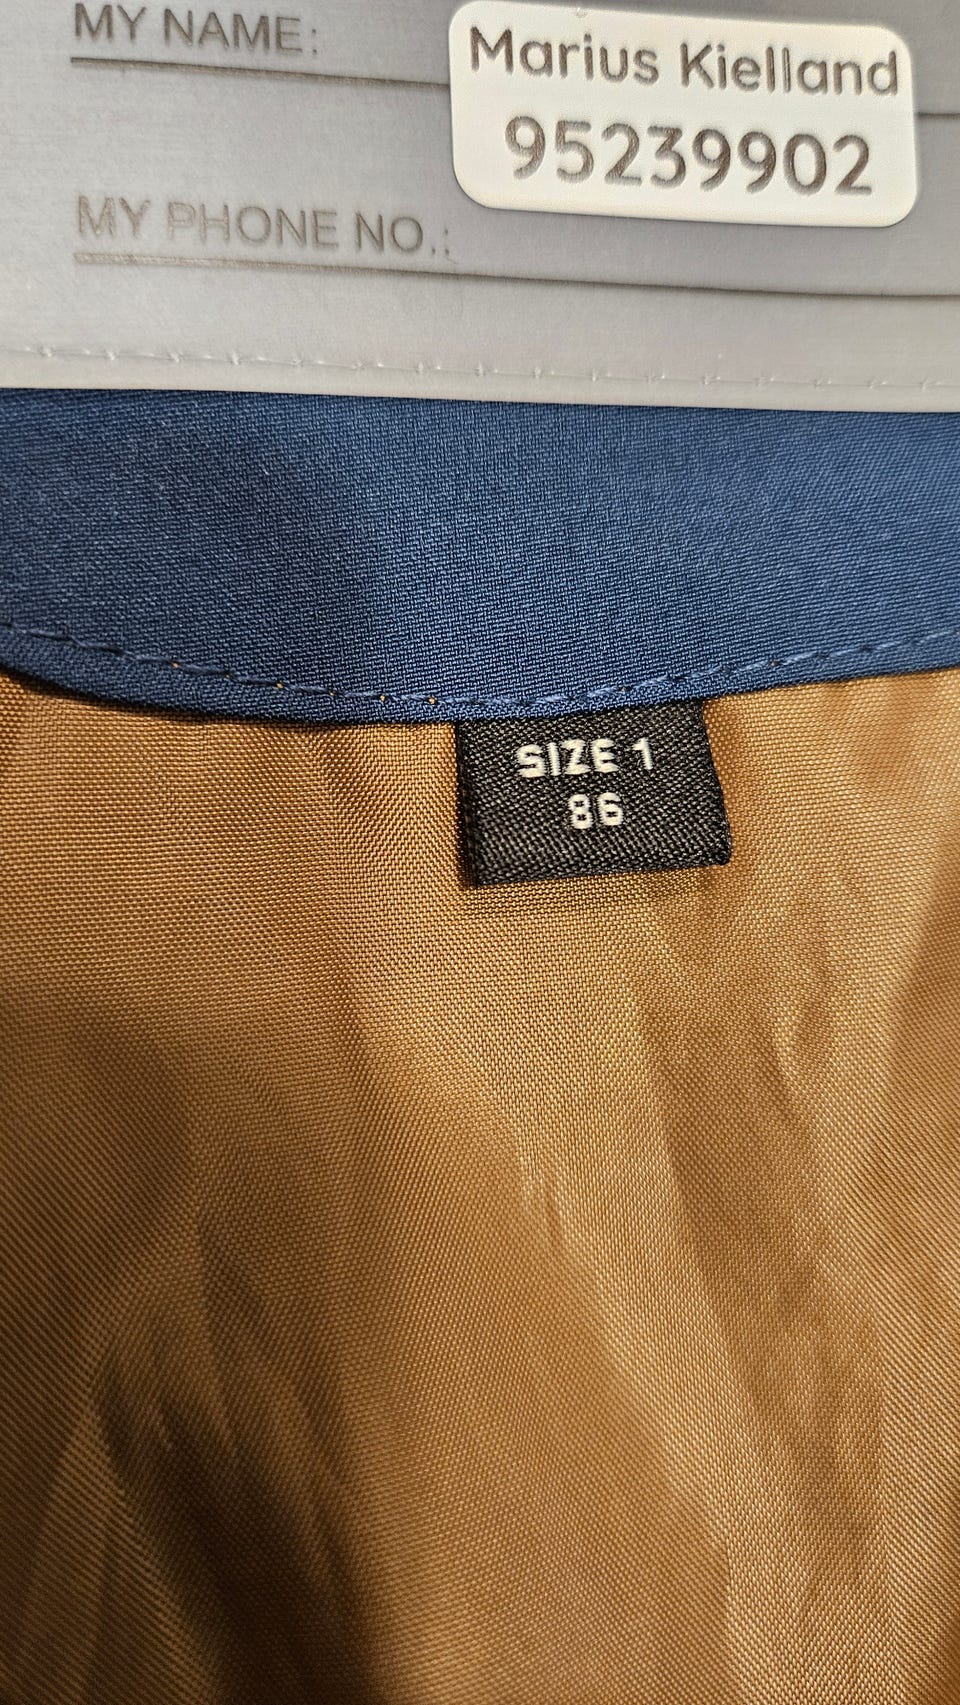 MY NAME:
Marius Kielland
95239902
MY PHONE NO.:
SIZE 1
86